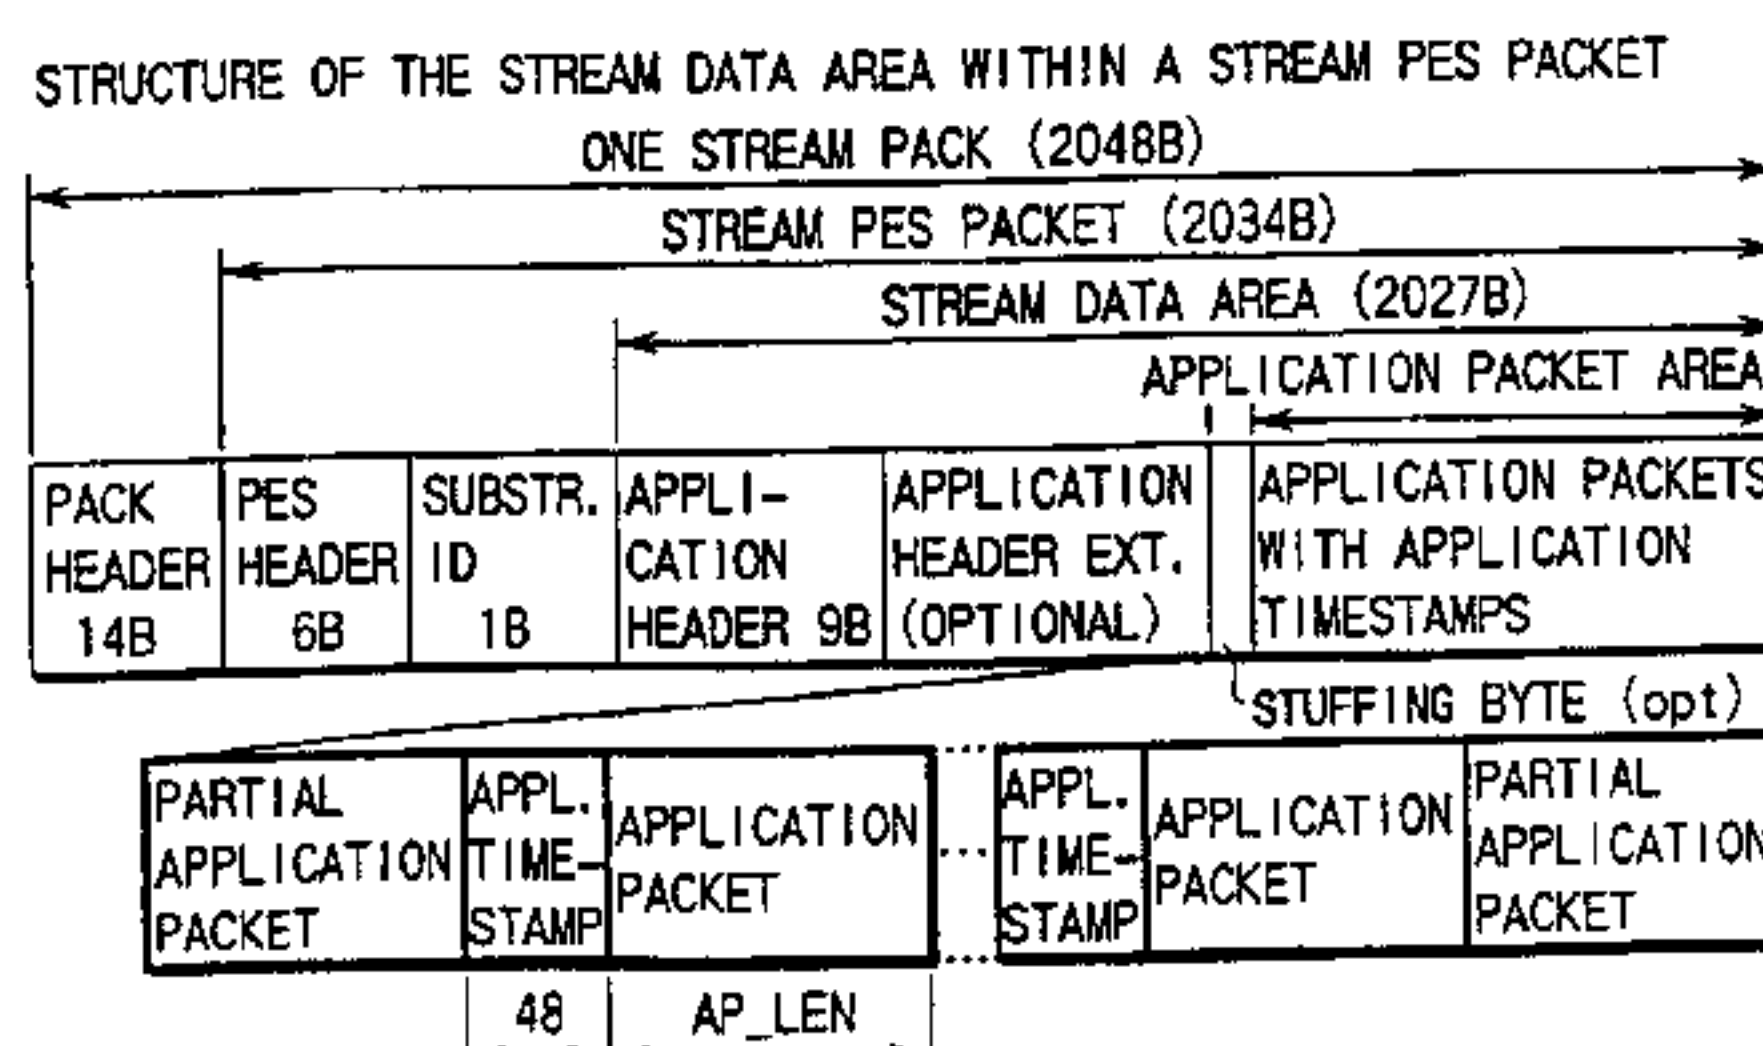 STRUCTURE OF THE STREAM DATA AREA WITHIN A STREAM PES PACKET
ONE STREAM PACK (2048B)
STREAM PES PACKET (2034B)
STREAM DATA AREA (2027B)
APPLICATION PACKET AREA
PACK
HEADER
14B
PES
HEADER
6B
SUBSTR.
ID
1B
APPLI-
CATION
HEADER 9B
APPLICATION
HEADER EXT.
(OPTIONAL)
APPLICATION PACKETS
WITH APPLICATION
TIMESTAMPS
STUFFING BYTE (opt)
PARTIAL
APPLICATION
PACKET
APPL.
TIME-
STAMP
APPLICATION
PACKET
...
APPL.
TIME-
STAMP
APPLICATION
PACKET
PARTIAL
APPLICATION
PACKET
48
AP_LEN